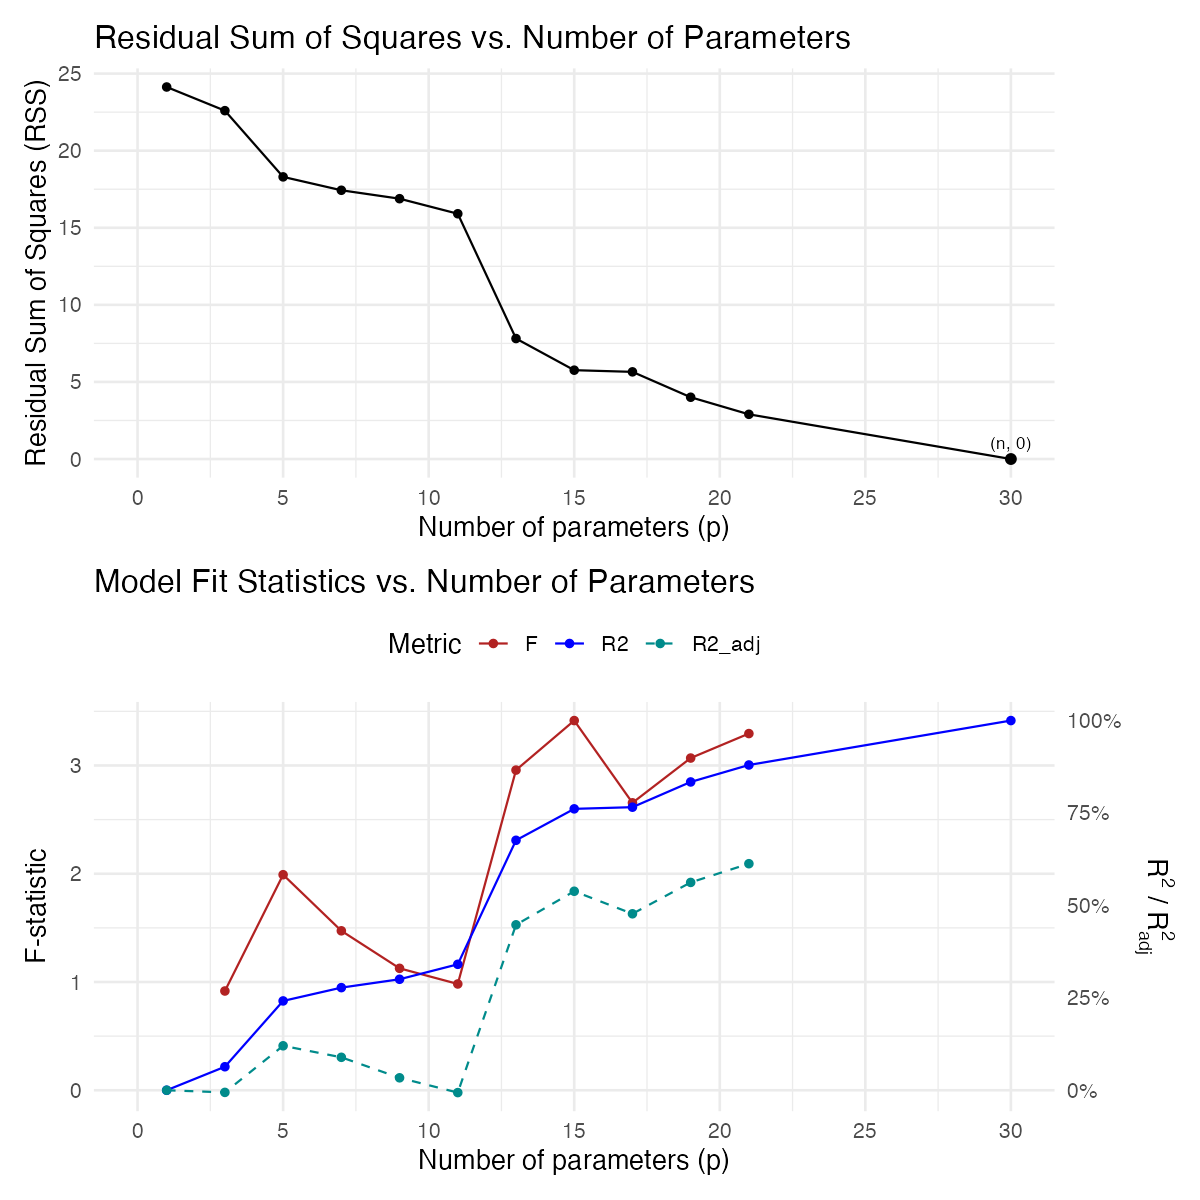 Residual Sum of Squares vs. Number of Parameters
Residual Sum of Squares (RSS)
25
20
15
10
5
0
(n, 0)
0 5 10 15 20 25 30
Number of parameters (p)
Model Fit Statistics vs. Number of Parameters
Metric F R2 R2_adj
F-statistic
3
2
1
0
100%
75%
50%
25%
0%
R² / R²adj
0 5 10 15 20 25 30
Number of parameters (p)